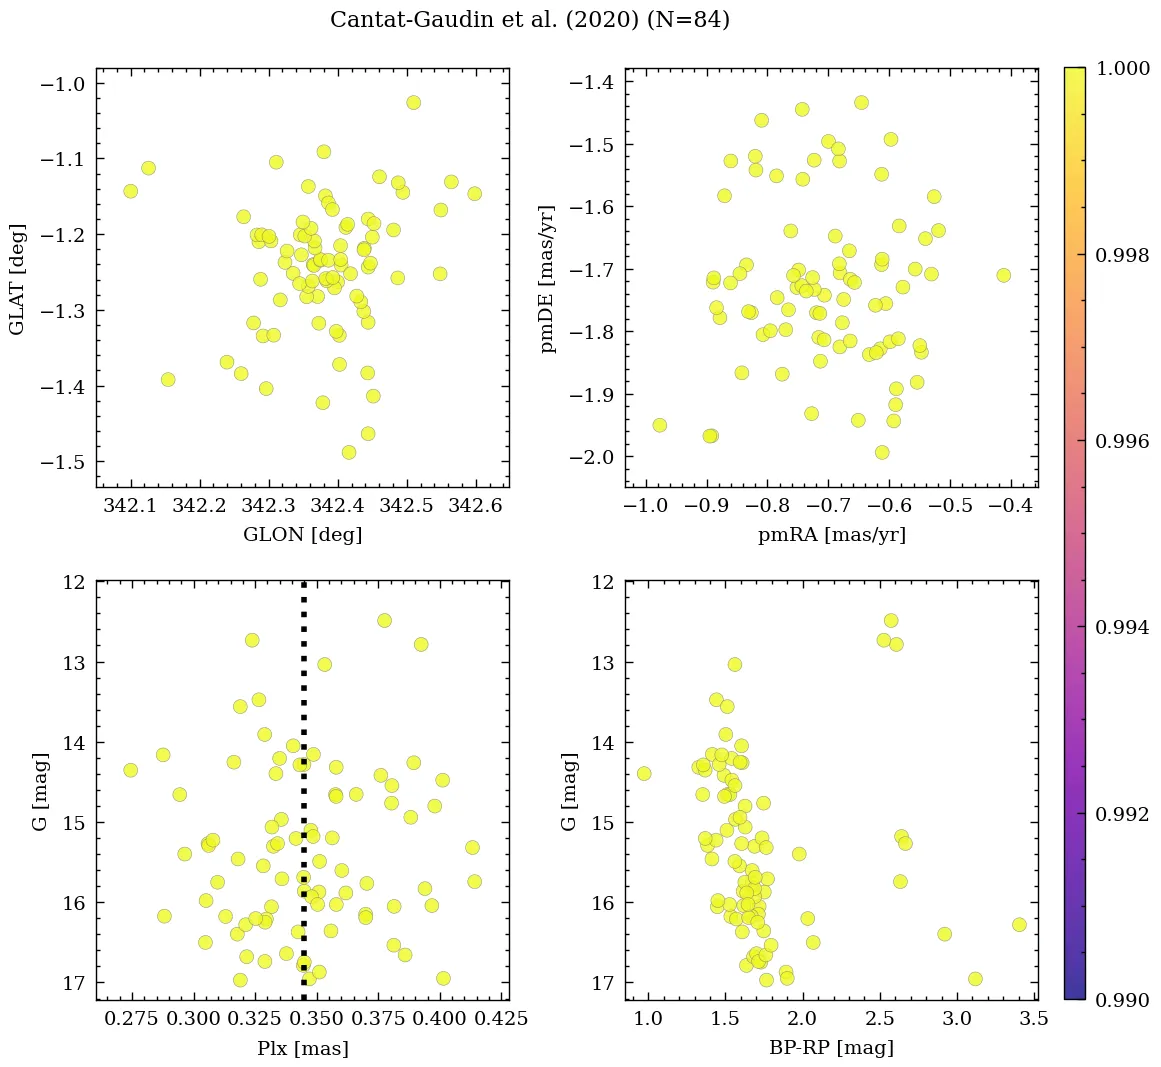 Cantat-Gaudin et al. (2020) (N=84)
−1.0
−1.1
−1.2
−1.3
−1.4
−1.5
GLAT [deg]
342.1 342.2 342.3 342.4 342.5 342.6
GLON [deg]
−1.4
−1.5
−1.6
−1.7
−1.8
−1.9
−2.0
pmDE [mas/yr]
−1.0 −0.9 −0.8 −0.7 −0.6 −0.5 −0.4
pmRA [mas/yr]
12
13
14
15
16
17
G [mag]
0.275 0.300 0.325 0.350 0.375 0.400 0.425
Plx [mas]
12
13
14
15
16
17
G [mag]
1.0 1.5 2.0 2.5 3.0 3.5
BP-RP [mag]
1.000
0.998
0.996
0.994
0.992
0.990